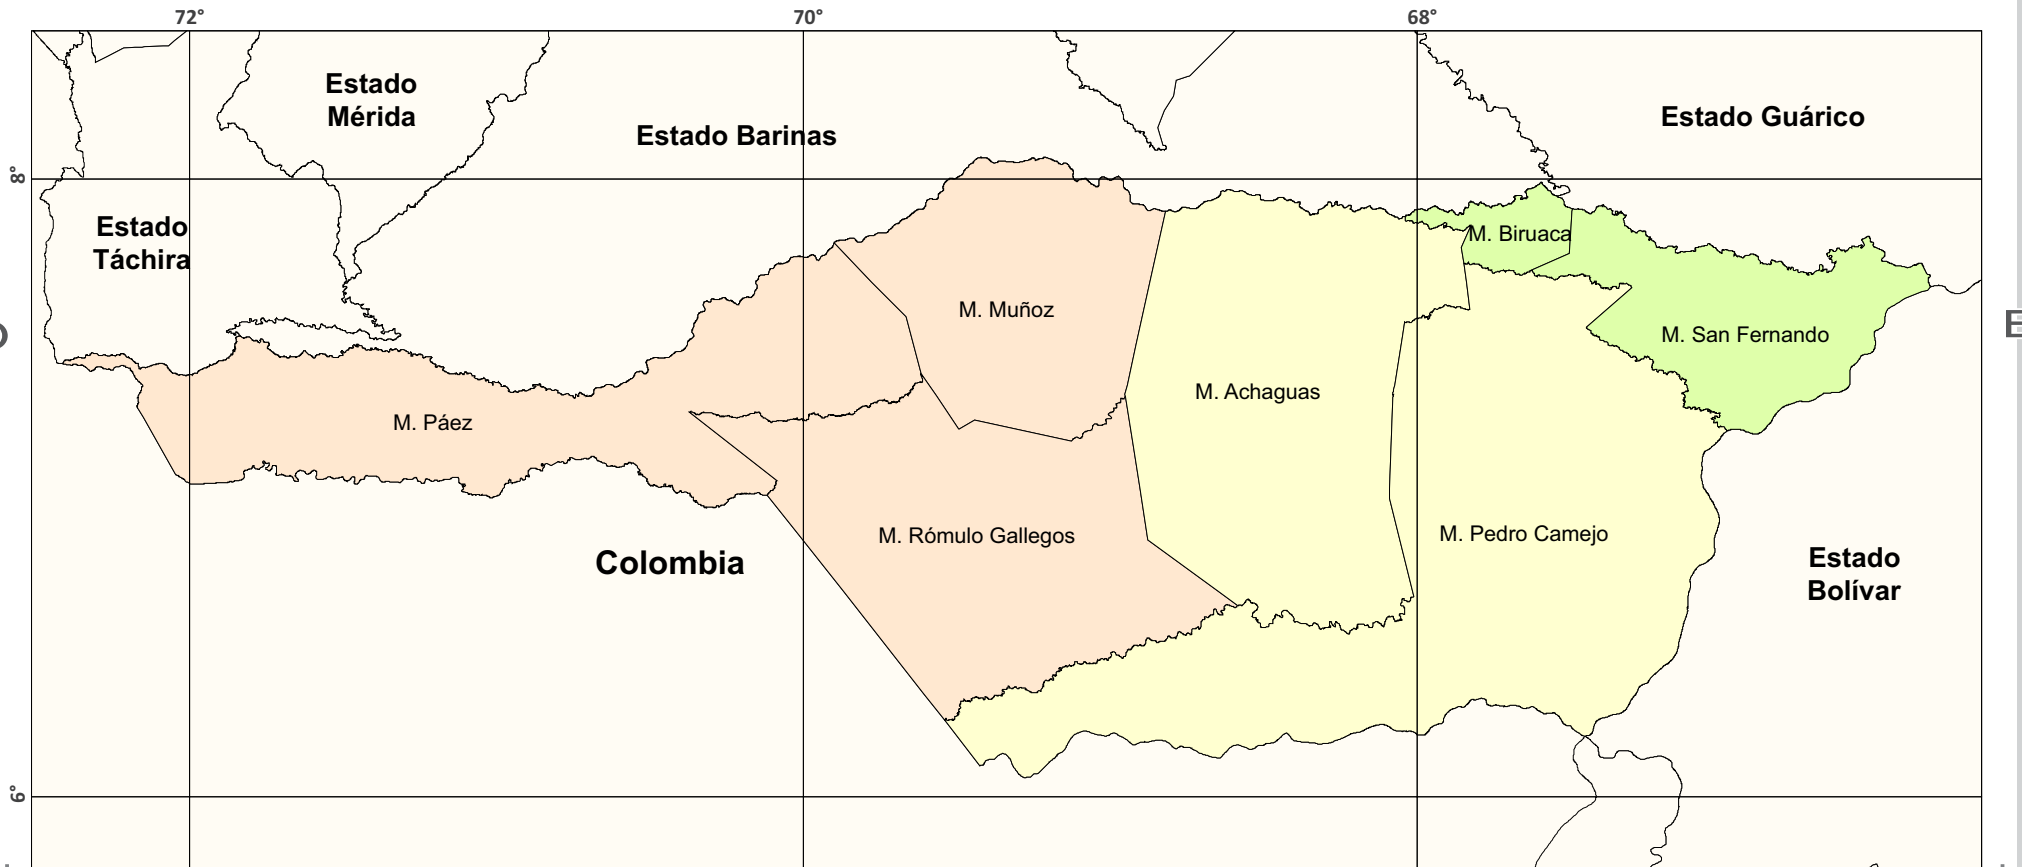 72°
70°
68°
Estado
Mérida
Estado Barinas
Estado Guárico
8°
Estado
Táchira
M. Biruaca
M. Muñoz
M. San Fernando
E
M. Achaguas
M. Páez
M. Rómulo Gallegos
M. Pedro Camejo
Colombia
Estado
Bolívar
6°